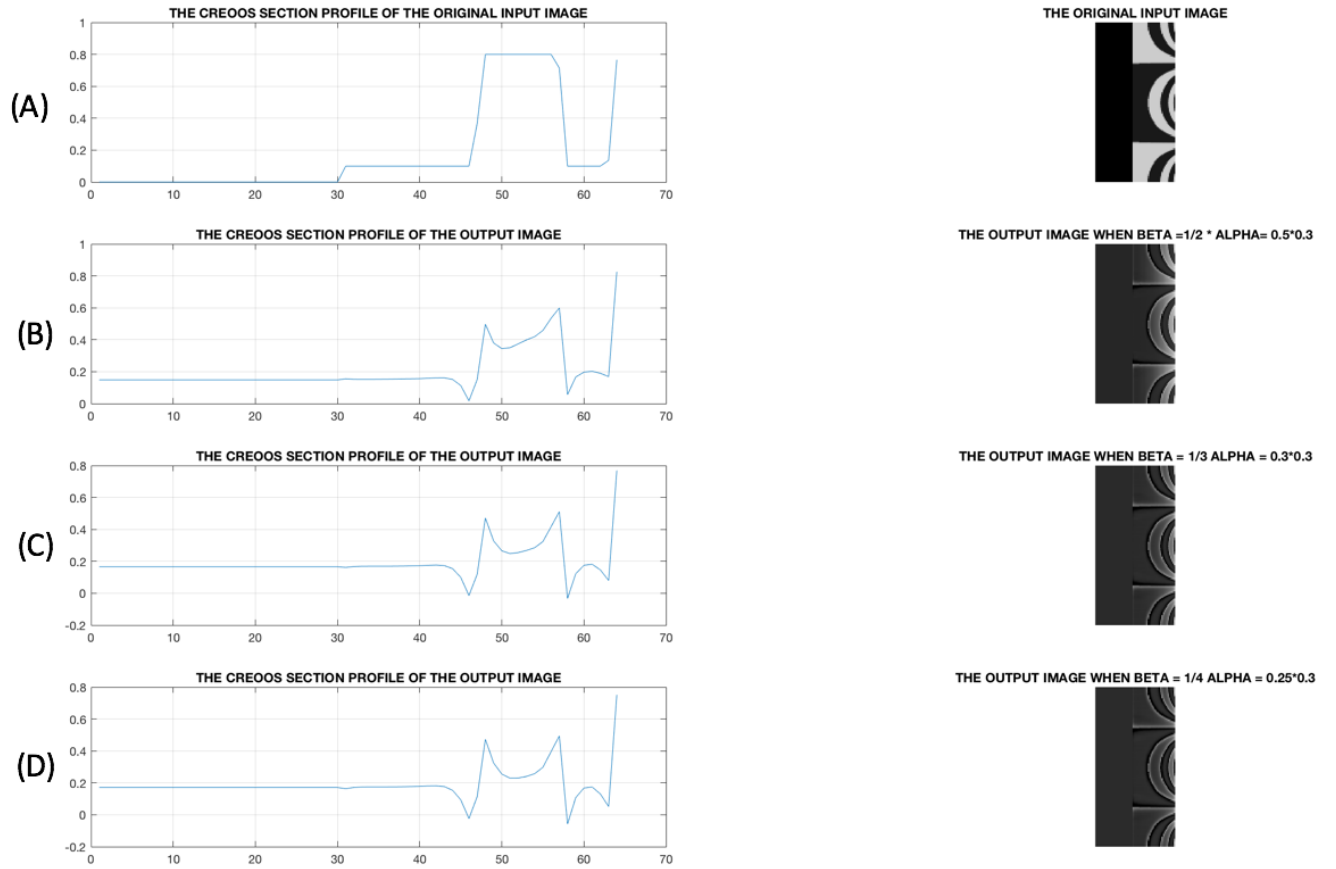 THE CREOOS SECTION PROFILE OF THE ORIGINAL INPUT IMAGE
THE ORIGINAL INPUT IMAGE
(A)
1
0.8
0.6
0.4
0.2
0
0 10 20 30 40 50 60 70
THE CREOOS SECTION PROFILE OF THE OUTPUT IMAGE
THE OUTPUT IMAGE WHEN BETA =1/2 * ALPHA= 0.5*0.3
(B)
1
0.8
0.6
0.4
0.2
0
0 10 20 30 40 50 60 70
THE CREOOS SECTION PROFILE OF THE OUTPUT IMAGE
THE OUTPUT IMAGE WHEN BETA = 1/3 ALPHA = 0.3*0.3
(C)
0.8
0.6
0.4
0.2
0
-0.2
0 10 20 30 40 50 60 70
THE CREOOS SECTION PROFILE OF THE OUTPUT IMAGE
THE OUTPUT IMAGE WHEN BETA = 1/4 ALPHA = 0.25*0.3
(D)
0.8
0.6
0.4
0.2
0
-0.2
0 10 20 30 40 50 60 70